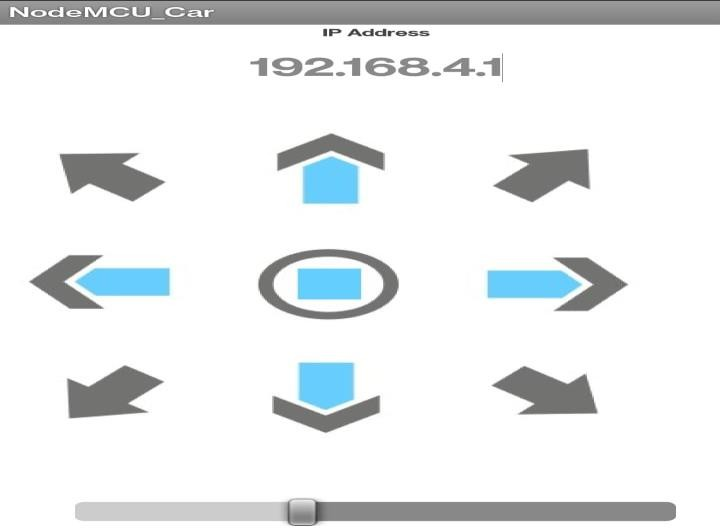 NodeMCU_Car
IP Address
192.168.4.1